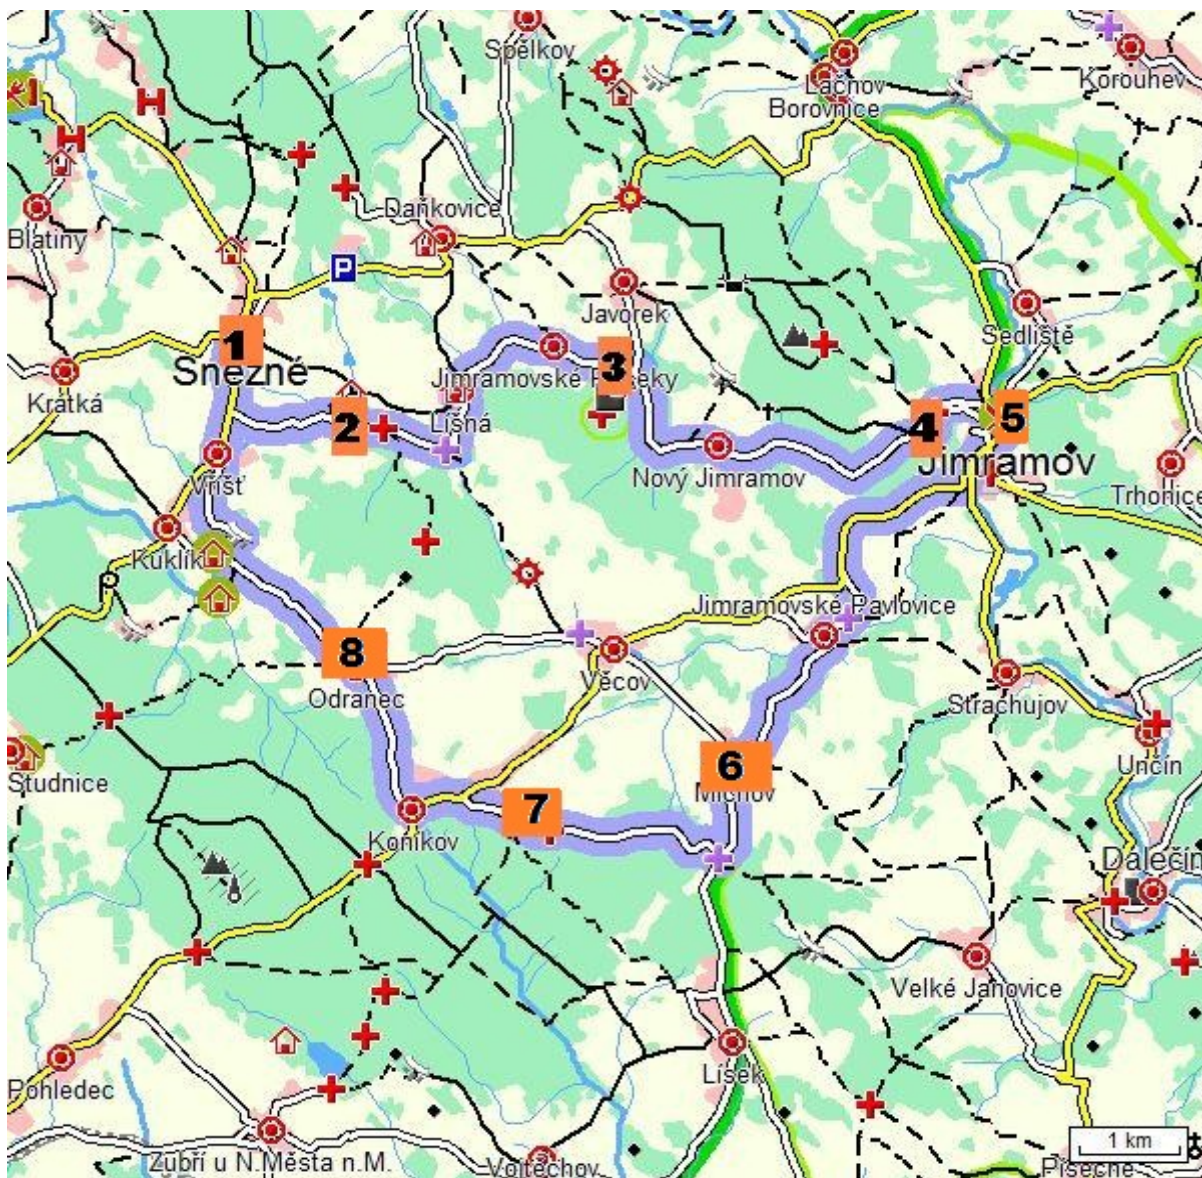 Spělkov
Lačnov
Borovnice
Korouhev
Blatiny
Daňkovice
P
Javorek
Sedliště
1
Sněžné
Krátká
Jimramovské Paseky
3
Líšná
2
4
5
Jimramov
Nový Jimramov
Trhonice
Vříšť
Kuklík
Jimramovské Pavlovice
8
Odranec
Věcov
Strachujov
Studnice
6
Míchov
Unčín
7
Koníkov
Dalečín
Velké Janovice
Pohledec
Lísek
Zubří u N.Města n.M.
Vojtěchov
1 km
Písečné